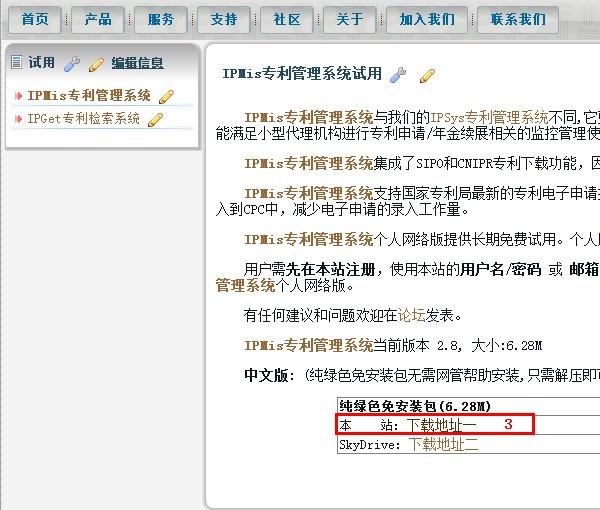 首页 产品 服务 支持 社区 关于 加入我们 联系我们
试用 编辑信息
IPMis专利管理系统
IPGet专利检索系统
IPMis专利管理系统试用
IPMis专利管理系统与我们的IPSys专利管理系统不同,它
能满足小型代理机构进行专利申请/年金续展相关的监控管理使
IPMis专利管理系统集成了SIPO和CNIPR专利下载功能，因
IPMis专利管理系统支持国家专利局最新的专利电子申请
入到CPC中，减少电子申请的录入工作量。
IPMis专利管理系统个人网络版提供长期免费试用。个人
用户需先在本站注册，使用本站的用户名/密码 或 邮箱
管理系统个人网络版。
有任何建议和问题欢迎在论坛发表。
IPMis专利管理系统当前版本 2.8, 大小:6.28M
中文版: (纯绿色免安装包无需网管帮助安装,只需解压即可
纯绿色免安装包(6.28M)
本 站: 下载地址一 3
SkyDrive: 下载地址二